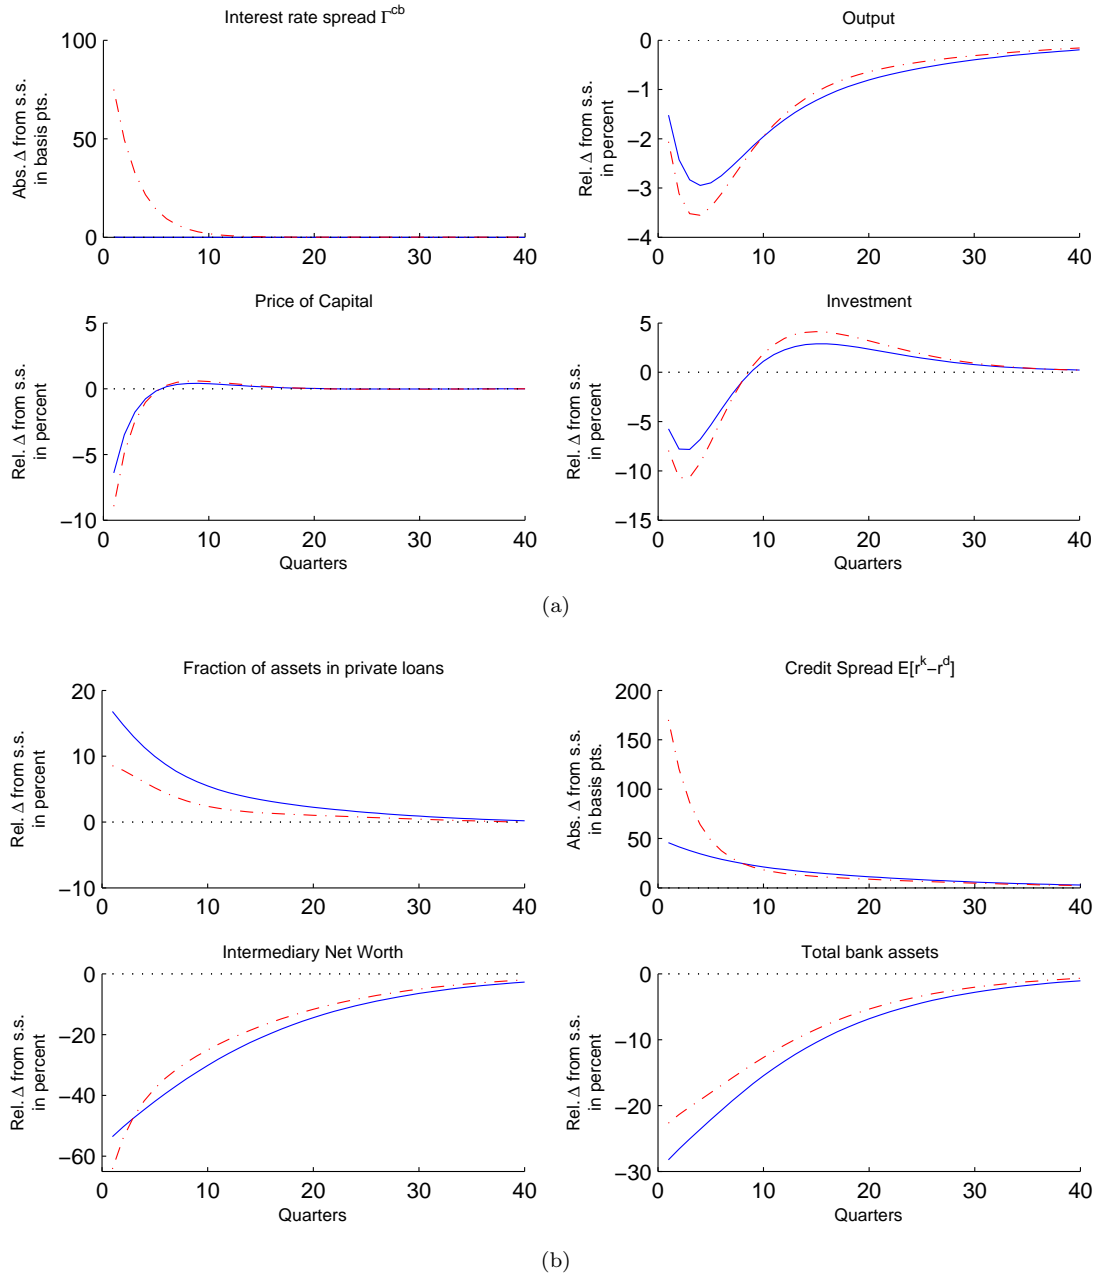 Interest rate spread Γ^cb
Abs. Δ from s.s.
in basis pts.
100
50
0
0 10 20 30 40
Output
Rel. Δ from s.s.
in percent
0
−1
−2
−3
−4
0 10 20 30 40
Price of Capital
Rel. Δ from s.s.
in percent
5
0
−5
−10
0 10 20 30 40
Quarters
Investment
Rel. Δ from s.s.
in percent
5
0
−5
−10
−15
0 10 20 30 40
Quarters
(a)
Fraction of assets in private loans
Rel. Δ from s.s.
in percent
20
10
0
−10
0 10 20 30 40
Credit Spread E[r^k−r^d]
Abs. Δ from s.s.
in basis pts.
200
150
100
50
0
0 10 20 30 40
Intermediary Net Worth
Rel. Δ from s.s.
in percent
0
−20
−40
−60
0 10 20 30 40
Quarters
Total bank assets
Rel. Δ from s.s.
in percent
0
−10
−20
−30
0 10 20 30 40
Quarters
(b)